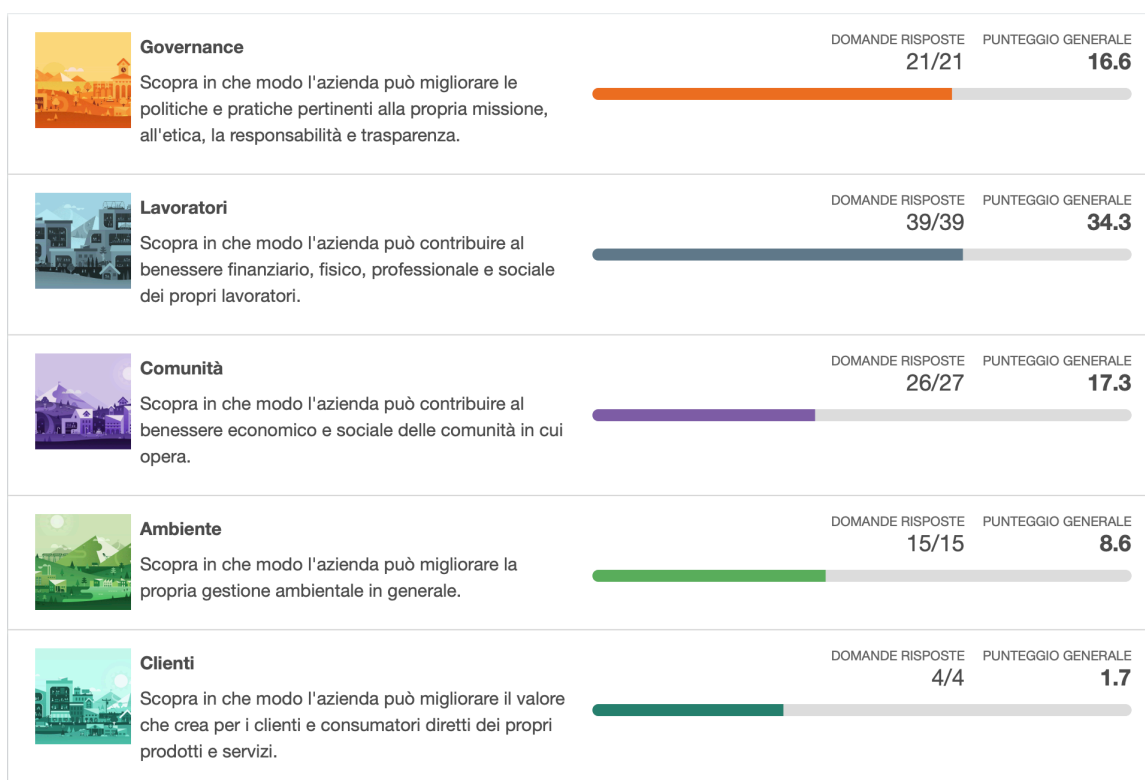 Governance
DOMANDE RISPOSTE PUNTEGGIO GENERALE
21/21 16.6
Scopra in che modo l'azienda può migliorare le
politiche e pratiche pertinenti alla propria missione,
all'etica, la responsabilità e trasparenza.
Lavoratori
DOMANDE RISPOSTE PUNTEGGIO GENERALE
39/39 34.3
Scopra in che modo l'azienda può contribuire al
benessere finanziario, fisico, professionale e sociale
dei propri lavoratori.
Comunità
DOMANDE RISPOSTE PUNTEGGIO GENERALE
26/27 17.3
Scopra in che modo l'azienda può contribuire al
benessere economico e sociale delle comunità in cui
opera.
Ambiente
DOMANDE RISPOSTE PUNTEGGIO GENERALE
15/15 8.6
Scopra in che modo l'azienda può migliorare la
propria gestione ambientale in generale.
Clienti
DOMANDE RISPOSTE PUNTEGGIO GENERALE
4/4 1.7
Scopra in che modo l'azienda può migliorare il valore
che crea per i clienti e consumatori diretti dei propri
prodotti e servizi.